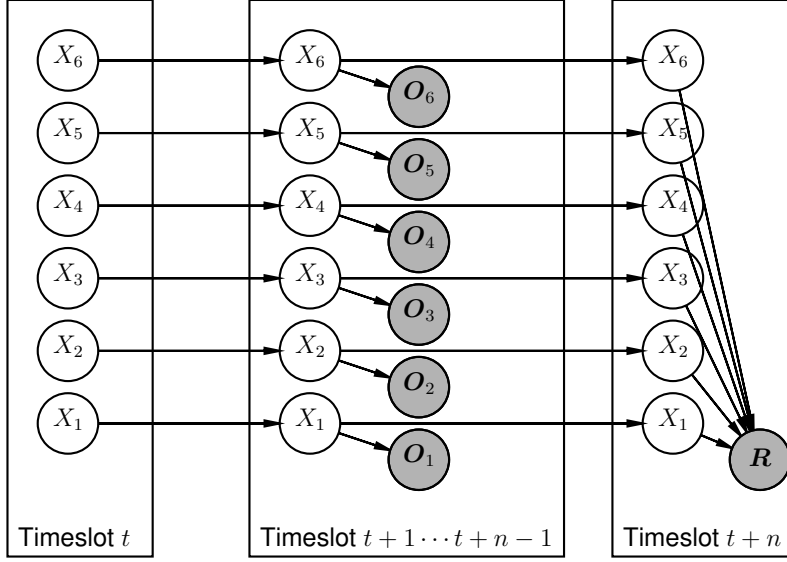 X₆ X₆ X₆
O₆
X₅ X₅ X₅
O₅
X₄ X₄ X₄
O₄
X₃ X₃ X₃
O₃
X₂ X₂ X₂
O₂
X₁ X₁ X₁
O₁ R
Timeslot t Timeslot t + 1 ⋯ t + n − 1 Timeslot t + n